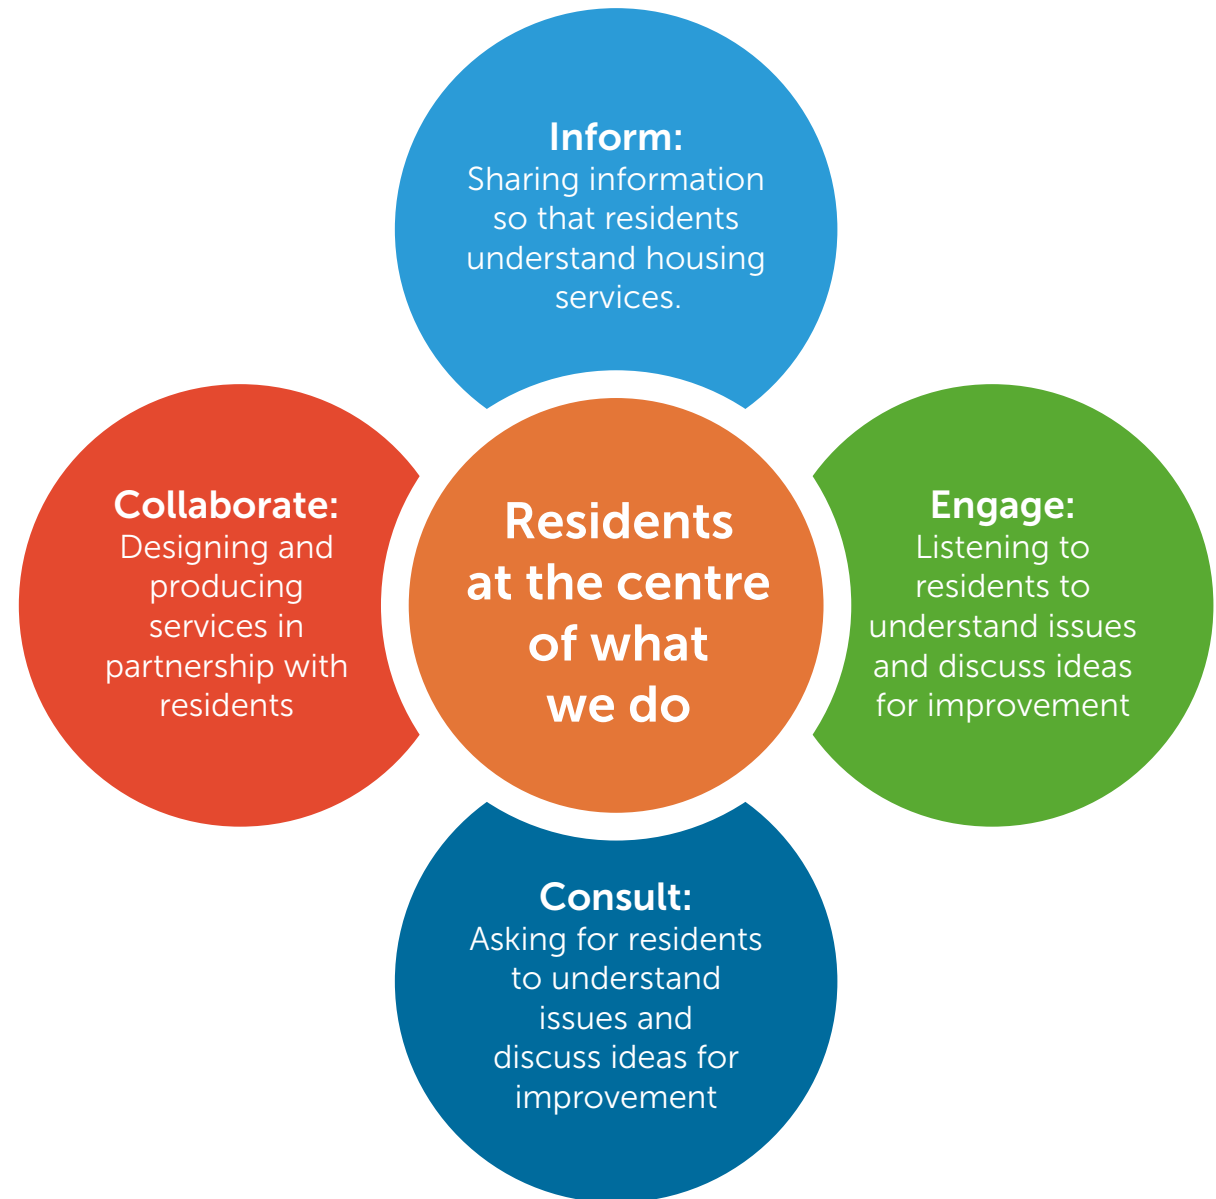 Inform:
Sharing information
so that residents
understand housing
services.
Collaborate:
Designing and
producing
services in
partnership with
residents
Residents
at the centre
of what
we do
Engage:
Listening to
residents to
understand issues
and discuss ideas
for improvement
Consult:
Asking for residents
to understand
issues and
discuss ideas for
improvement